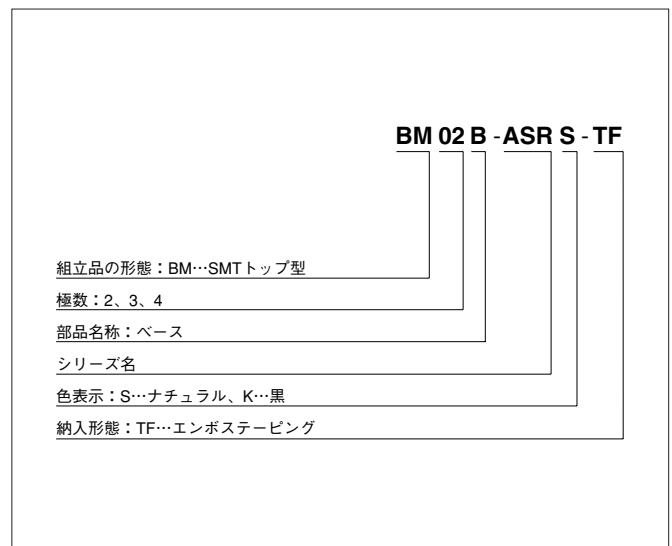 BM 02 B - ASR S - TF
組立品の形態：BM…SMTトップ型
極数：2、3、4
部品名称：ベース
シリーズ名
色表示：S…ナチュラル、K…黒
納入形態：TF…エンボステーピング